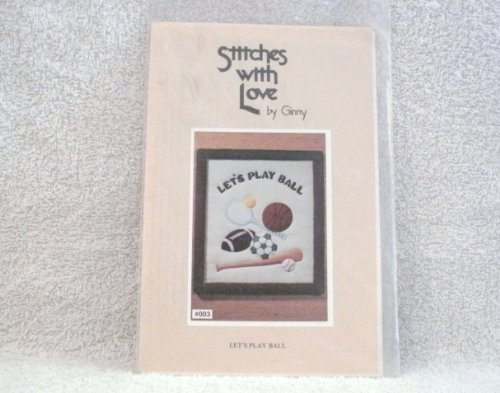 Stitches
with
Love
by Ginny
LET'S PLAY BALL
#003
LET'S PLAY BALL